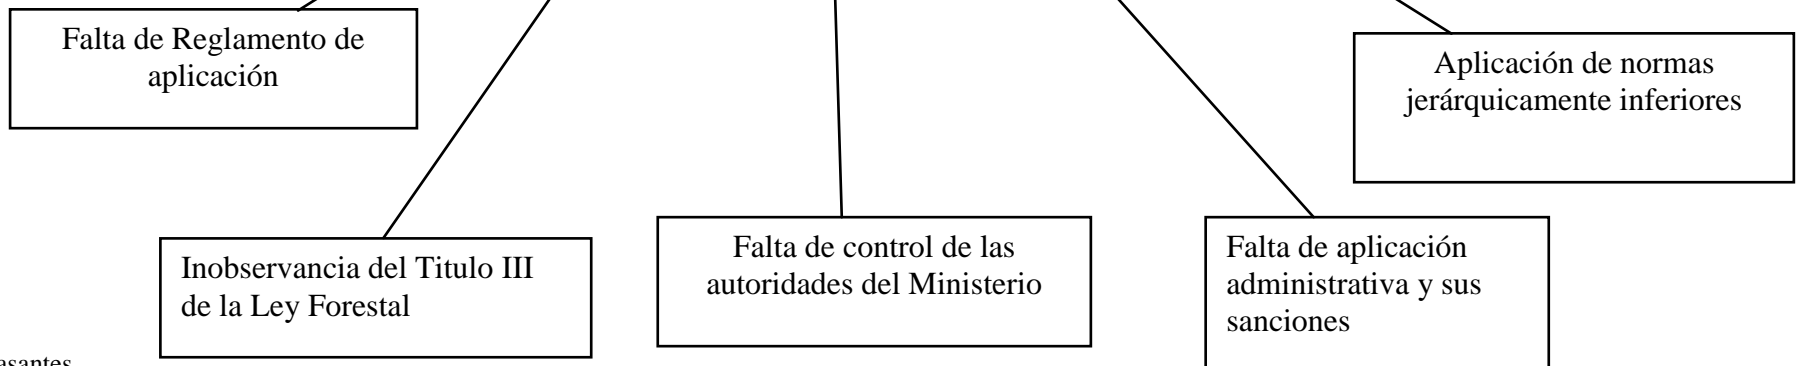 Falta de Reglamento de
aplicación
Aplicación de normas
jerárquicamente inferiores
Inobservancia del Titulo III
de la Ley Forestal
Falta de control de las
autoridades del Ministerio
Falta de aplicación
administrativa y sus
sanciones